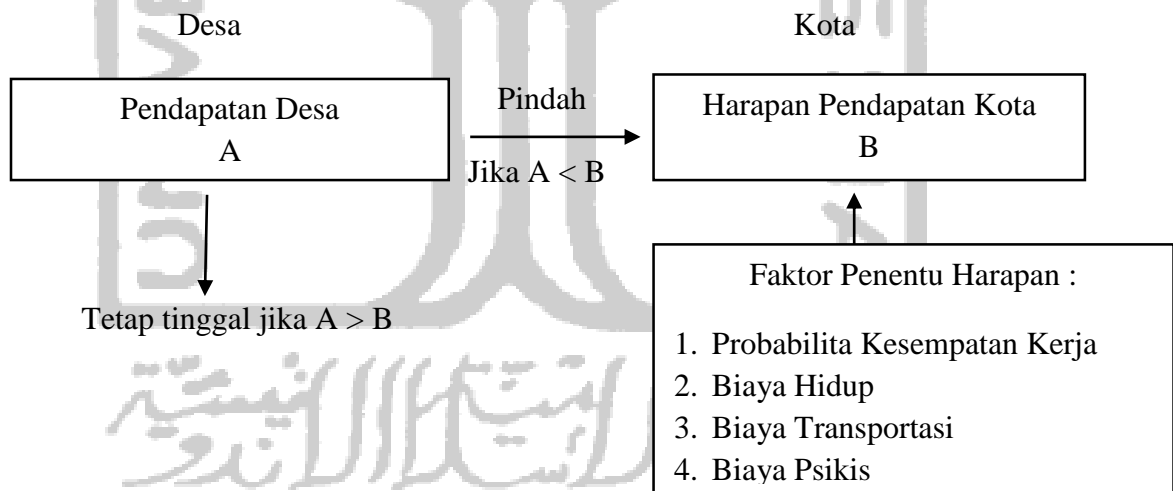 Desa
Kota
Pendapatan Desa
A
Pindah
Jika A < B
Harapan Pendapatan Kota
B
Tetap tinggal jika A > B
Faktor Penentu Harapan :
1. Probabilita Kesempatan Kerja
2. Biaya Hidup
3. Biaya Transportasi
4. Biaya Psikis